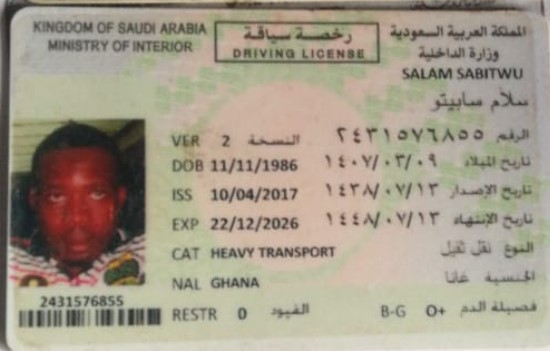 KINGDOM OF SAUDI ARABIA
MINISTRY OF INTERIOR
رخصة سياقة
DRIVING LICENSE
المملكة العربية السعودية
وزارة الداخلية
SALAM SABITWU
سلام سابيتو
VER 2 النسخة الرقم ٢٤٣١٥٧٦٨٥٥
DOB 11/11/1986 تاريخ الميلاد ١٤٠٧/٠٣/٠٩
ISS 10/04/2017 تاريخ الإصدار ١٤٣٨/٠٧/١٣
EXP 22/12/2026 تاريخ الإنتهاء ١٤٤٨/٠٧/١٣
CAT HEAVY TRANSPORT النوع نقل ثقيل
NAL GHANA الجنسية غانا
RESTR 0 القيود B-G O+ فصيلة الدم
2431576855